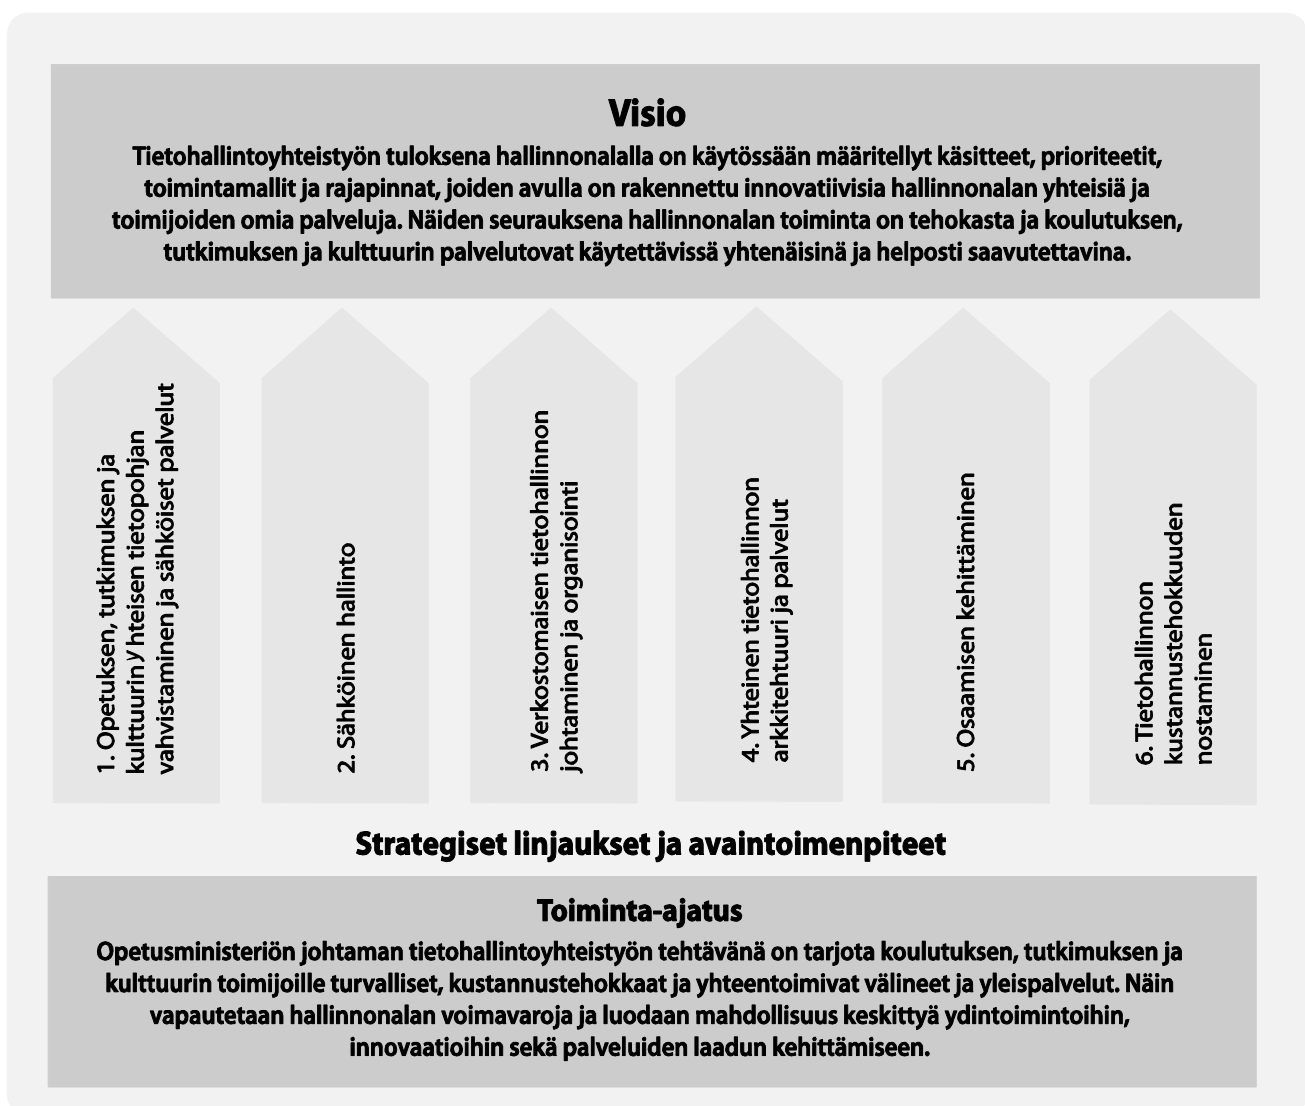 Visio
Tietohallintoyhteistyön tuloksena hallinnonalalla on käytössään määritellyt käsitteet, prioriteetit,
toimintamallit ja rajapinnat, joiden avulla on rakennettu innovatiivisia hallinnonalan yhteisiä ja
toimijoiden omia palveluja. Näiden seurauksena hallinnonalan toiminta on tehokasta ja koulutuksen,
tutkimuksen ja kulttuurin palvelutovat käytettävissä yhtenäisinä ja helposti saavutettavina.
1. Opetuksen, tutkimuksen ja
kulttuurin y hteisen tietopohjan
vahvistaminen ja sähköiset palvelut
2. Sähköinen hallinto
3. Verkostomaisen tietohallinnon
johtaminen ja organisointi
4. Yhteinen tietohallinnon
arkkitehtuuri ja palvelut
5. Osaamisen kehittäminen
6. Tietohallinnon
kustannustehokkuuden
nostaminen
Strategiset linjaukset ja avaintoimenpiteet
Toiminta-ajatus
Opetusministeriön johtaman tietohallintoyhteistyön tehtävänä on tarjota koulutuksen, tutkimuksen ja
kulttuurin toimijoille turvalliset, kustannustehokkaat ja yhteentoimivat välineet ja yleispalvelut. Näin
vapautetaan hallinnonalan voimavaroja ja luodaan mahdollisuus keskittyä ydintoimintoihin,
innovaatioihin sekä palveluiden laadun kehittämiseen.